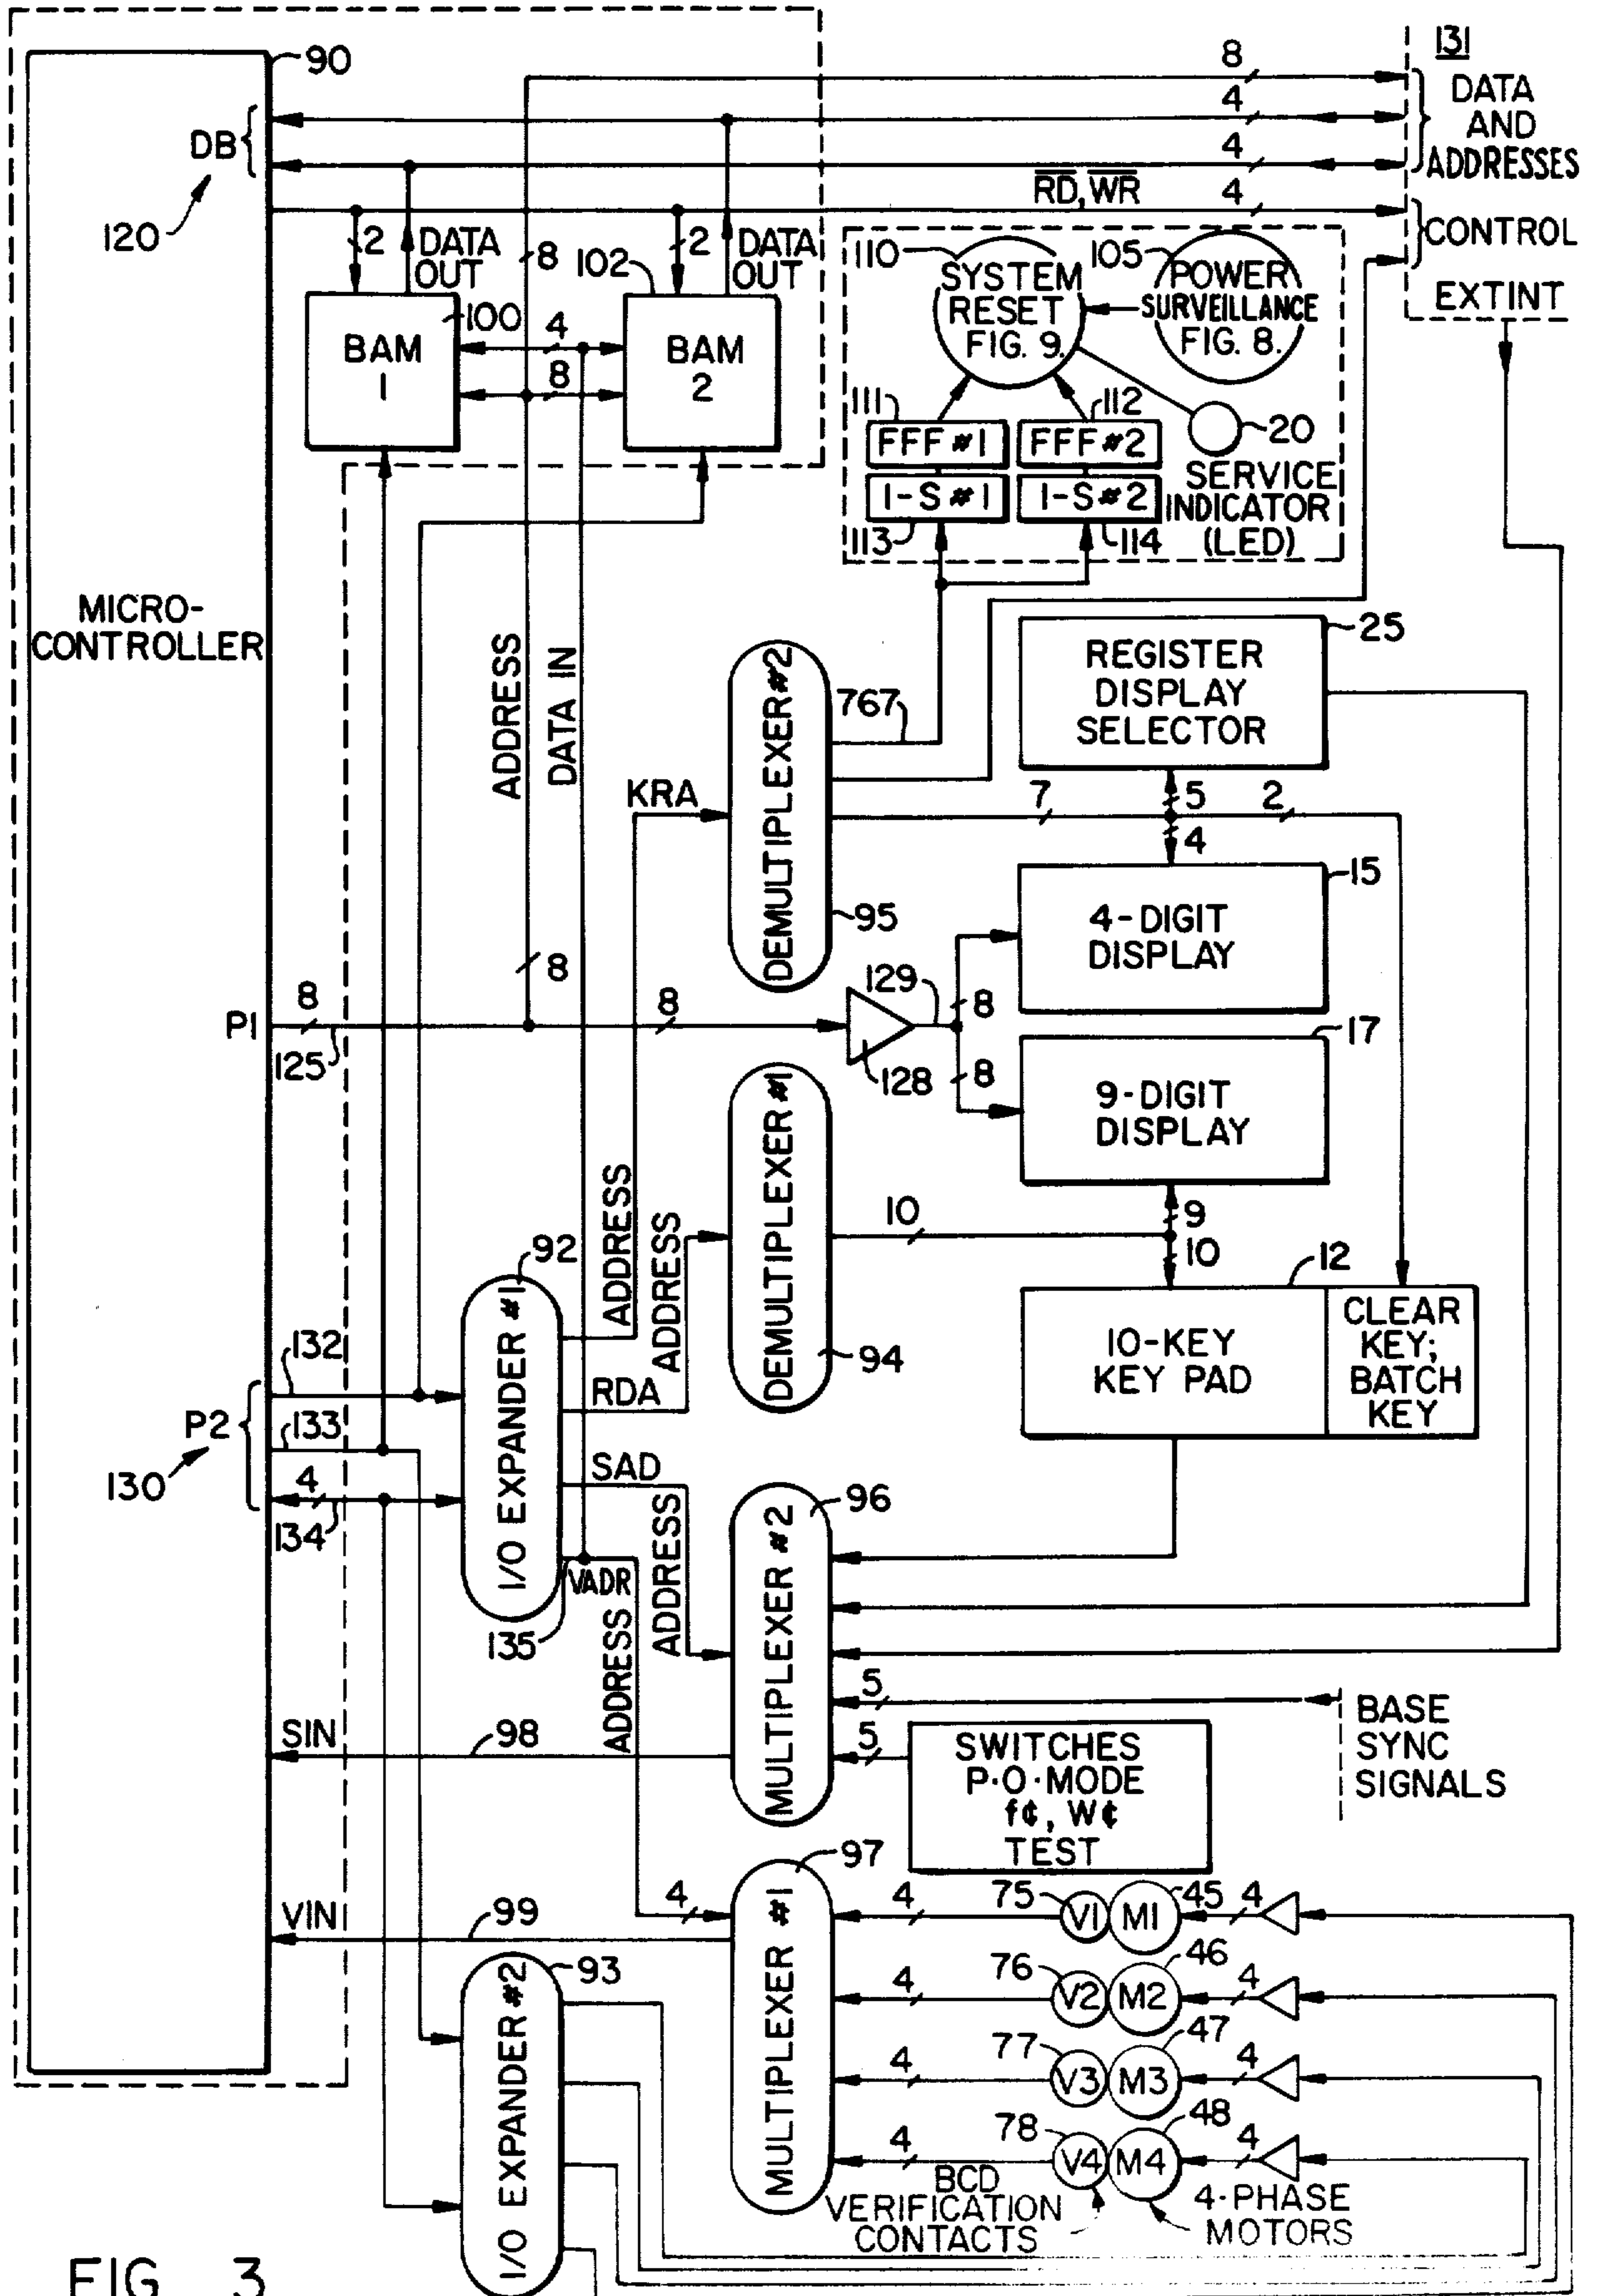 90
DB
120
8
4
4
RD, WR
4
131
DATA
AND
ADDRESSES
CONTROL
EXTINT
2
DATA
OUT
8
102
2
DATA
OUT
BAM
1
100
4
8
BAM
2
110
SYSTEM
RESET
FIG. 9.
105
POWER
SURVEILLANCE
FIG. 8.
111
112
FFF #1
FFF #2
20
1-S #1
1-S #2
113
114
SERVICE
INDICATOR
(LED)
MICRO-
CONTROLLER
ADDRESS
DATA IN
DEMULTIPLEXER #2
767
KRA
95
REGISTER
DISPLAY
SELECTOR
25
7
5
2
4
4-DIGIT
DISPLAY
15
P1
8
125
8
8
128
129
8
8
9-DIGIT
DISPLAY
17
DEMULTIPLEXER #1
94
10
9
10
12
10-KEY
KEY PAD
CLEAR
KEY;
BATCH
KEY
ADDRESS
ADDRESS
92
I/O EXPANDER #1
RDA
SAD
VADR
135
132
P2
133
130
4
134
ADDRESS
ADDRESS
MULTIPLEXER #2
96
5
5
BASE
SYNC
SIGNALS
SWITCHES
P·O·MODE
f¢, W¢
TEST
SIN
98
VIN
99
4
97
MULTIPLEXER #1
93
I/O EXPANDER #2
4
75
V1
M1
45
4
4
76
V2
M2
46
4
4
77
V3
M3
47
4
4
78
V4
M4
48
4
BCD
VERIFICATION
CONTACTS
4-PHASE
MOTORS
FIG. 3